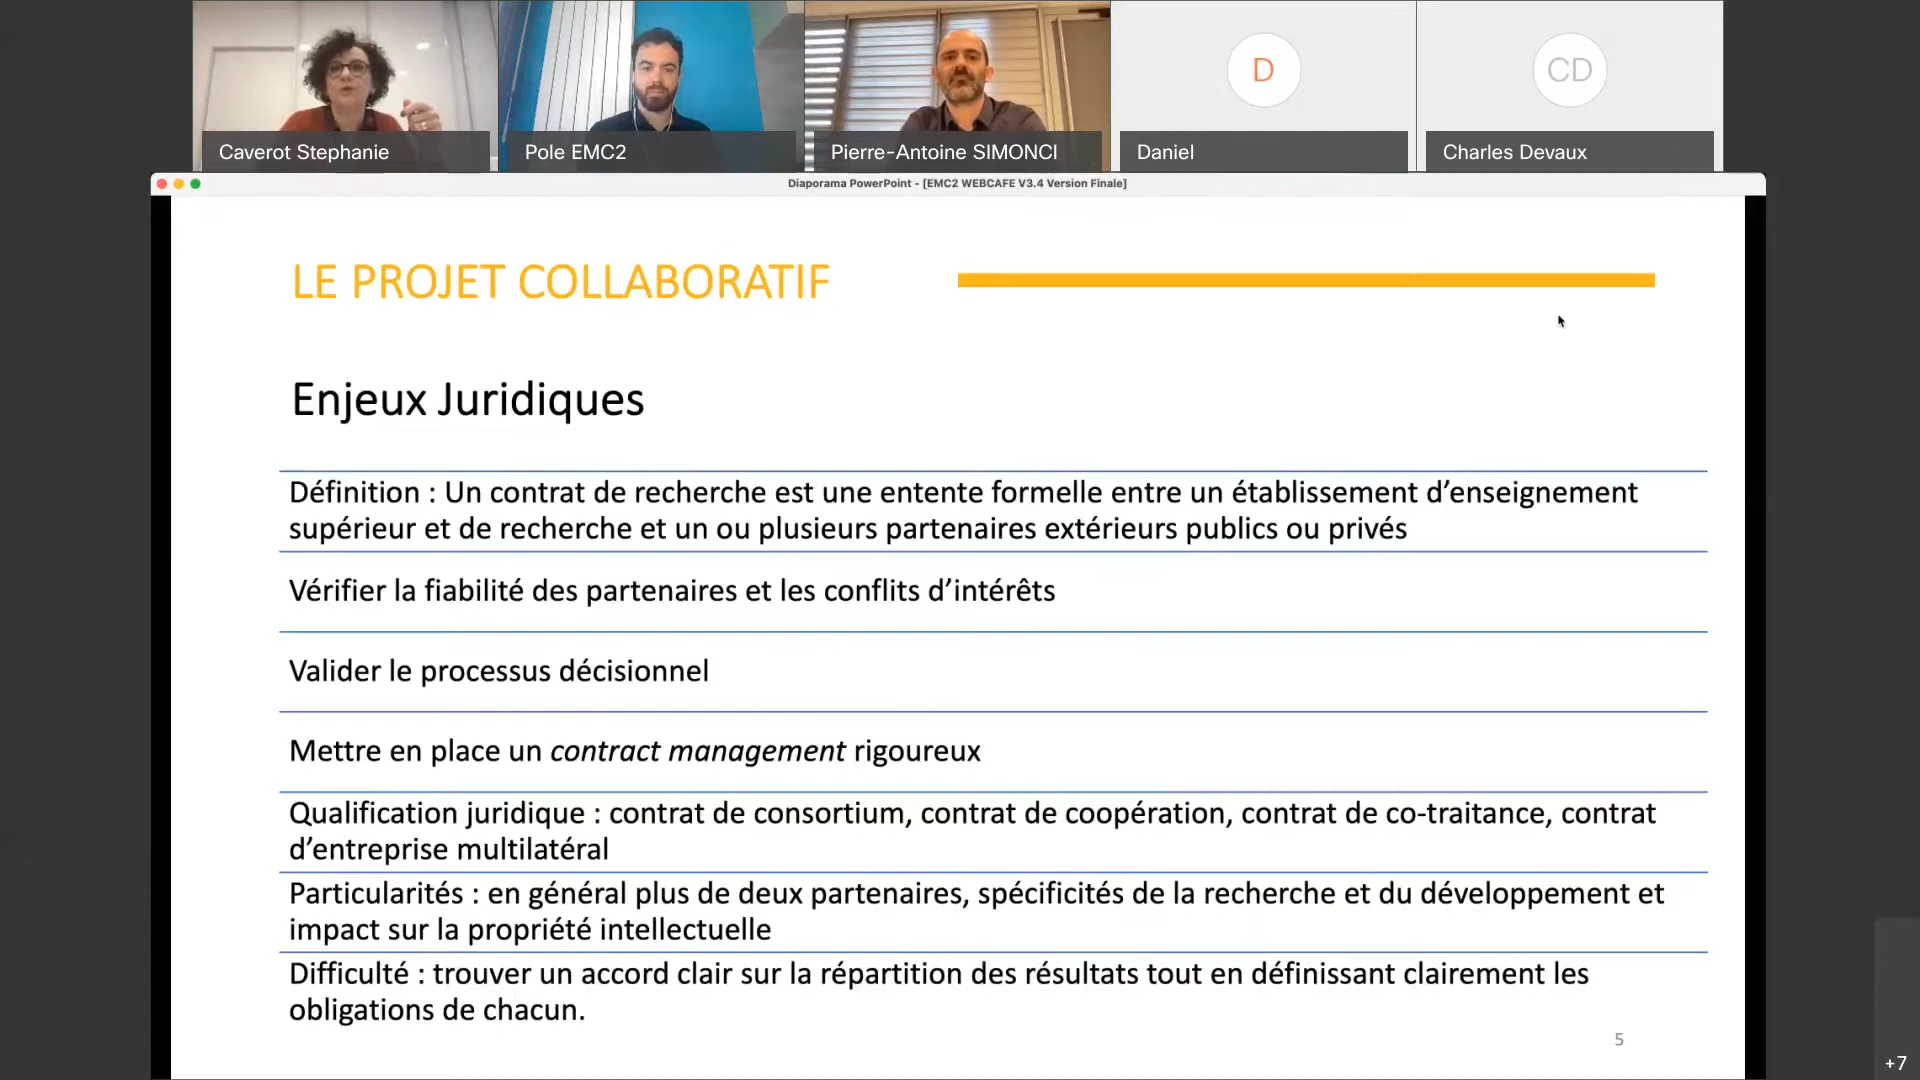 Caverot Stephanie
Pole EMC2
Pierre-Antoine SIMONCI
D
Daniel
CD
Charles Devaux
Diaporama PowerPoint - [EMC2 WEBCAFE V3.4 Version Finale]
LE PROJET COLLABORATIF
Enjeux Juridiques
Définition : Un contrat de recherche est une entente formelle entre un établissement d’enseignement
supérieur et de recherche et un ou plusieurs partenaires extérieurs publics ou privés
Vérifier la fiabilité des partenaires et les conflits d’intérêts
Valider le processus décisionnel
Mettre en place un contract management rigoureux
Qualification juridique : contrat de consortium, contrat de coopération, contrat de co-traitance, contrat
d’entreprise multilatéral
Particularités : en général plus de deux partenaires, spécificités de la recherche et du développement et
impact sur la propriété intellectuelle
Difficulté : trouver un accord clair sur la répartition des résultats tout en définissant clairement les
obligations de chacun.
5
+7